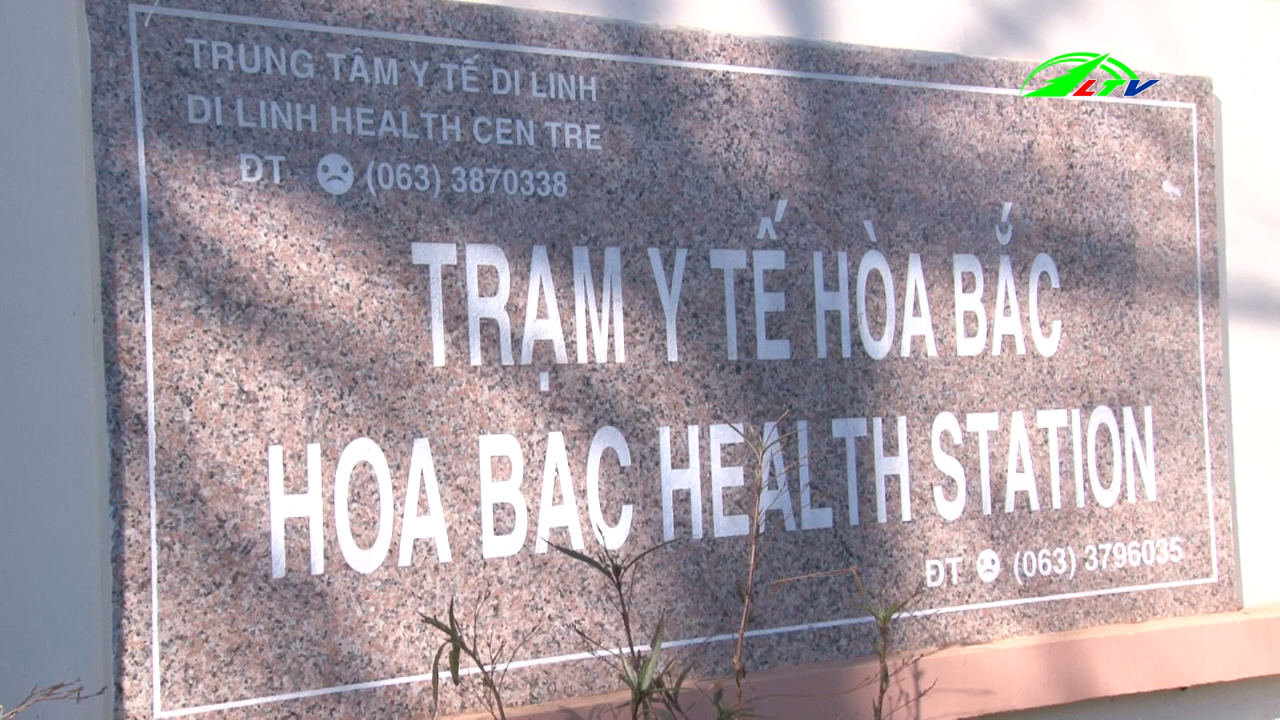 LTV
TRUNG TÂM Y TẾ DI LINH
DI LINH HEALTH CEN TRE
ĐT ☹ (063) 3870338
TRẠM Y TẾ HÒA BẮC
HOA BAC HEALTH STATION
ĐT ☹ (063) 3796035